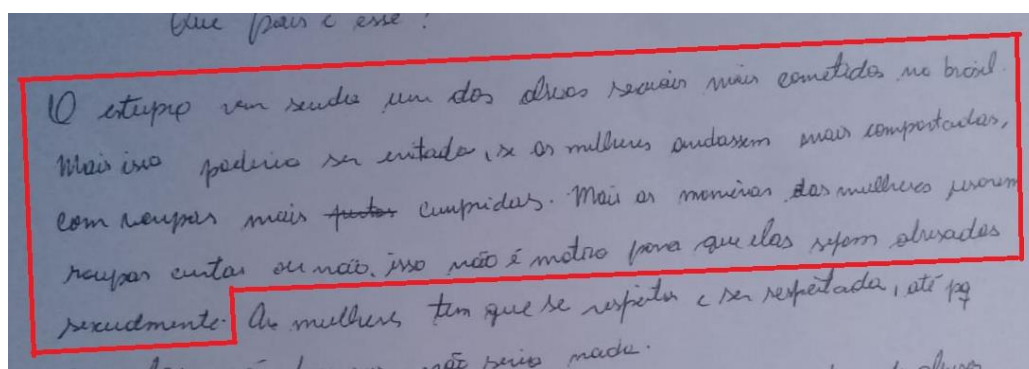 Que pais é esse?
O estupro vem sendo um dos abusos sexuais mais cometidos no brasil.
Mais isso poderia ser evitado, se as mulheres andassem mais comportadas,
com roupas mais cumpridas. Mais as maneiras das mulheres usarem
roupas curtas ou não, isso não é motivo para que elas sejam abusadas
sexualmente. As mulheres tem que se respeitar e ser respeitada, até pq
não seria nada.